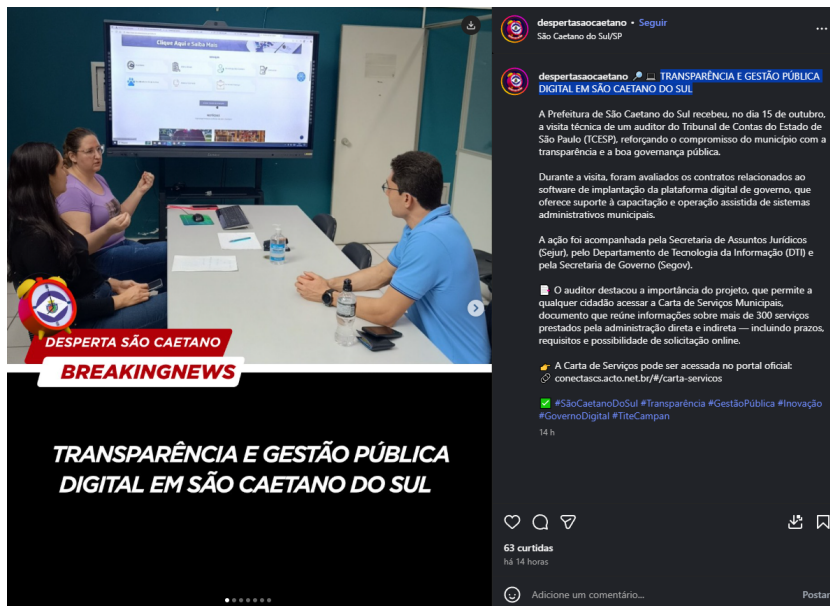 Clique Aqui e Saiba Mais
DESPERTA SÃO CAETANO
BREAKINGNEWS
TRANSPARÊNCIA E GESTÃO PÚBLICA
DIGITAL EM SÃO CAETANO DO SUL
despertasaocaetano • Seguir
São Caetano do Sul/SP
despertasaocaetano 🔎 💻 TRANSPARÊNCIA E GESTÃO PÚBLICA
DIGITAL EM SÃO CAETANO DO SUL
A Prefeitura de São Caetano do Sul recebeu, no dia 15 de outubro,
a visita técnica de um auditor do Tribunal de Contas do Estado de
São Paulo (TCESP), reforçando o compromisso do município com a
transparência e a boa governança pública.
Durante a visita, foram avaliados os contratos relacionados ao
software de implantação da plataforma digital de governo, que
oferece suporte à capacitação e operação assistida de sistemas
administrativos municipais.
A ação foi acompanhada pela Secretaria de Assuntos Jurídicos
(Sejur), pelo Departamento de Tecnologia da Informação (DTI) e
pela Secretaria de Governo (Segov).
📑 O auditor destacou a importância do projeto, que permite a
qualquer cidadão acessar a Carta de Serviços Municipais,
documento que reúne informações sobre mais de 300 serviços
prestados pela administração direta e indireta — incluindo prazos,
requisitos e possibilidade de solicitação online.
👉 A Carta de Serviços pode ser acessada no portal oficial:
🔗 conectascs.acto.net.br/#/carta-servicos
✅ #SãoCaetanoDoSul #Transparência #GestãoPública #Inovação
#GovernoDigital #TiteCampan
14 h
63 curtidas
há 14 horas
Adicione um comentário...
Postar